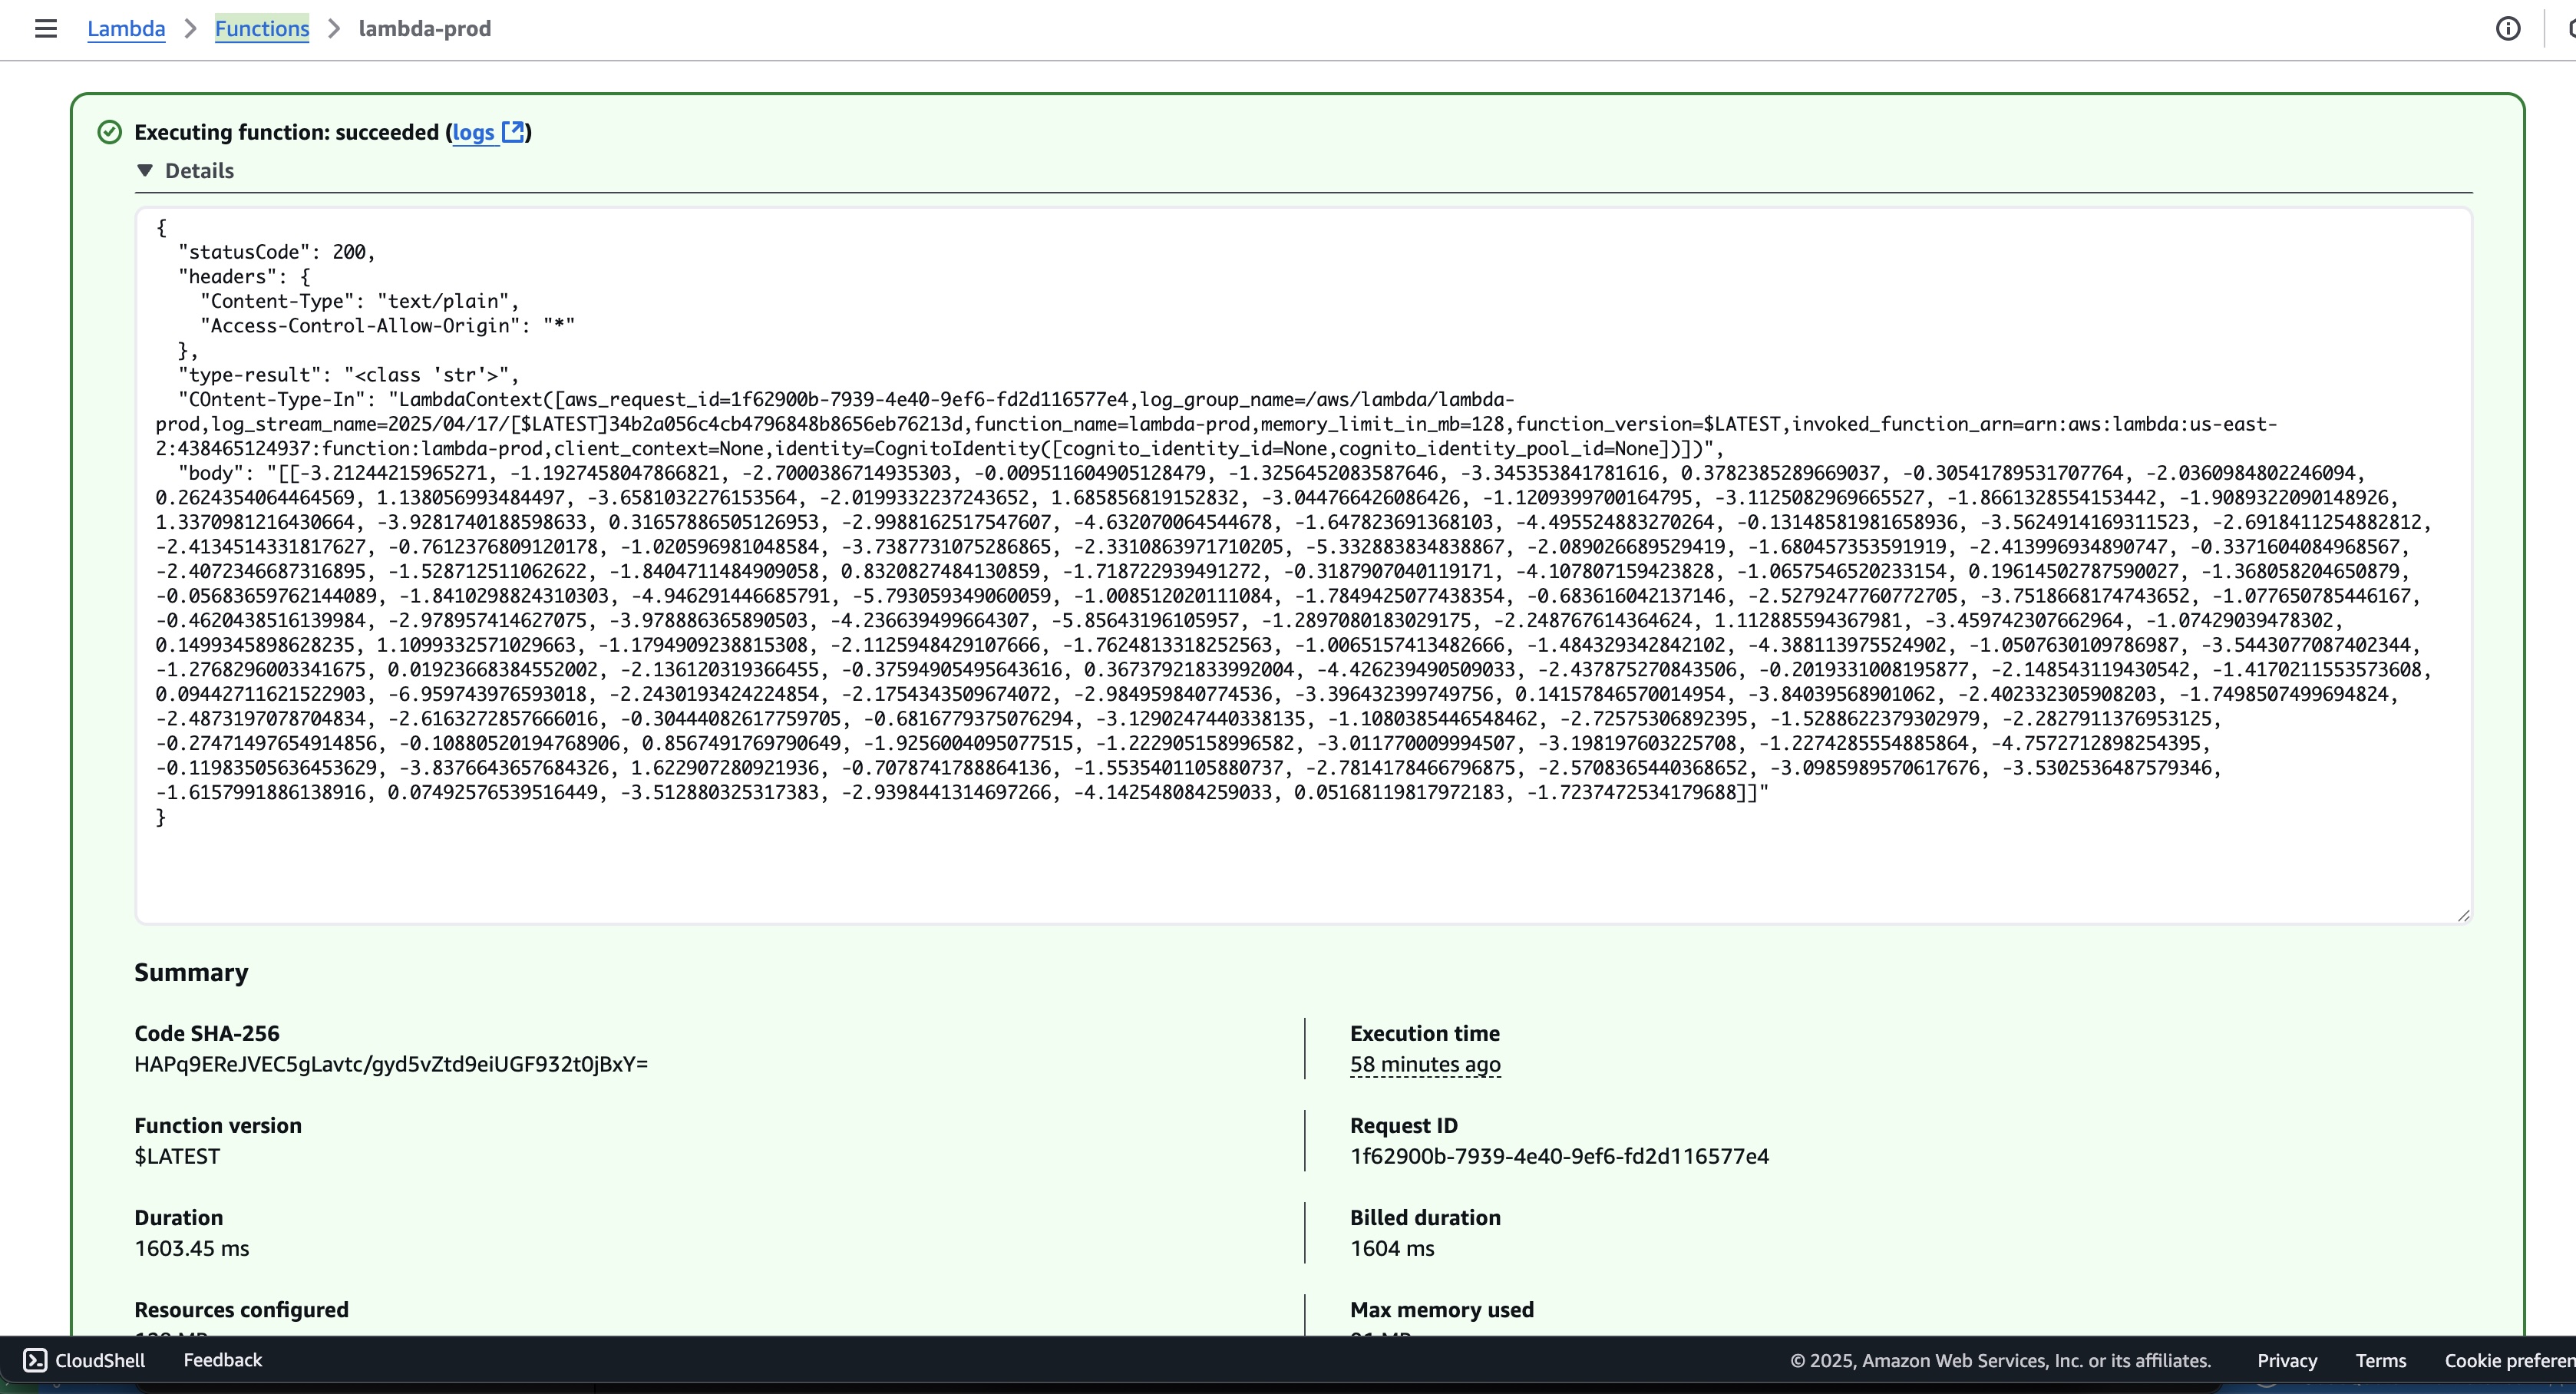 Lambda > Functions > lambda-prod
Executing function: succeeded (logs)
Details
{
"statusCode": 200,
"headers": {
"Content-Type": "text/plain",
"Access-Control-Allow-Origin": "*"
},
"type-result": "<class 'str'>",
"COntent-Type-In": "LambdaContext([aws_request_id=1f62900b-7939-4e40-9ef6-fd2d116577e4,log_group_name=/aws/lambda/lambda-
prod,log_stream_name=2025/04/17/[$LATEST]34b2a056c4cb4796848b8656eb76213d,function_name=lambda-prod,memory_limit_in_mb=128,function_version=$LATEST,invoked_function_arn=arn:aws:lambda:us-east-
2:438465124937:function:lambda-prod,client_context=None,identity=CognitoIdentity([cognito_identity_id=None,cognito_identity_pool_id=None])])",
"body": "[[-3.21244215965271, -1.1927458047866821, -2.7000386714935303, -0.009511604905128479, -1.3256452083587646, -3.345353841781616, 0.3782385289669037, -0.30541789531707764, -2.0360984802246094,
0.2624354064464569, 1.138056993484497, -3.6581032276153564, -2.0199332237243652, 1.685856819152832, -3.044766426086426, -1.1209399700164795, -3.1125082969665527, -1.8661328554153442, -1.9089322090148926,
1.3370981216430664, -3.9281740188598633, 0.316578865051​26953, -2.9988162517547607, -4.632070064544678, -1.647823691368103, -4.495524883270264, -0.13148581981658936, -3.5624914169311523, -2.6918411254882812,
-2.4134514331817627, -0.7612376809120178, -1.020596981048584, -3.7387731075286865, -2.3310863971710205, -5.332883834838867, -2.089026689529419, -1.680457353591919, -2.413996934890747, -0.3371604084968567,
-2.4072346687316895, -1.528712511062622, -1.8404711484909058, 0.8320827484130859, -1.718722939491272, -0.3187907040119171, -4.107807159423828, -1.0657546520233154, 0.19614502787590027, -1.368058204650879,
-0.05683659762144089, -1.8410298824310303, -4.946291446685791, -5.793059349060059, -1.008512020111084, -1.7849425077438354, -0.683616042137146, -2.5279247760772705, -3.7518668174743652, -1.077650785446167,
-0.4620438516139984, -2.978957414627075, -3.978886365890503, -4.236639499664307, -5.85643196105957, -1.2897080183029175, -2.248767614364624, 1.112885594367981, -3.459742307662964, -1.07429039478302,
0.1499345898628235, 1.1099332571029663, -1.1794909238815308, -2.1125948429107666, -1.7624813318252563, -1.0065157413482666, -1.484329342842102, -4.388113975524902, -1.0507630109786987, -3.5443077087402344,
-1.2768296003341675, 0.01923668384552002, -2.136120319366455, -0.37594905495643616, 0.36737921833992004, -4.426239490509033, -2.437875270843506, -0.2019331008195877, -2.148543119430542, -1.4170211553573608,
0.09442711621522903, -6.959743976593018, -2.2430193424224854, -2.1754343509674072, -2.984959840774536, -3.396432399749756, 0.14157846570014954, -3.84039568901062, -2.402332305908203, -1.7498507499694824,
-2.4873197078704834, -2.6163272857666016, -0.30444082617759705, -0.6816779375076294, -3.1290247440338135, -1.1080385446548462, -2.72575306892395, -1.5288622379302979, -2.2827911376953125,
-0.27471497654914856, -0.10880520194768906, 0.8567491769790649, -1.9256004095077515, -1.222905158996582, -3.011770009994507, -3.198197603225708, -1.2274285554885864, -4.7572712898254395,
-0.11983505636453629, -3.8376643657684326, 1.622907280921936, -0.7078741788864136, -1.5535401105880737, -2.7814178466796875, -2.5708365440368652, -3.0985989570617676, -3.5302536487579346,
-1.6157991886138916, 0.07492576539516449, -3.512880325317383, -2.9398441314697266, -4.142548084259033, 0.05168119817972183, -1.7237472534179688]]"
}
Summary
Code SHA-256
HAPq9EReJVEC5gLavtc/gyd5vZtd9eiUGF932t0jBxY=
Execution time
58 minutes ago
Function version
$LATEST
Request ID
1f62900b-7939-4e40-9ef6-fd2d116577e4
Duration
1603.45 ms
Billed duration
1604 ms
Resources configured
Max memory used
CloudShell Feedback © 2025, Amazon Web Services, Inc. or its affiliates. Privacy Terms Cookie preferen